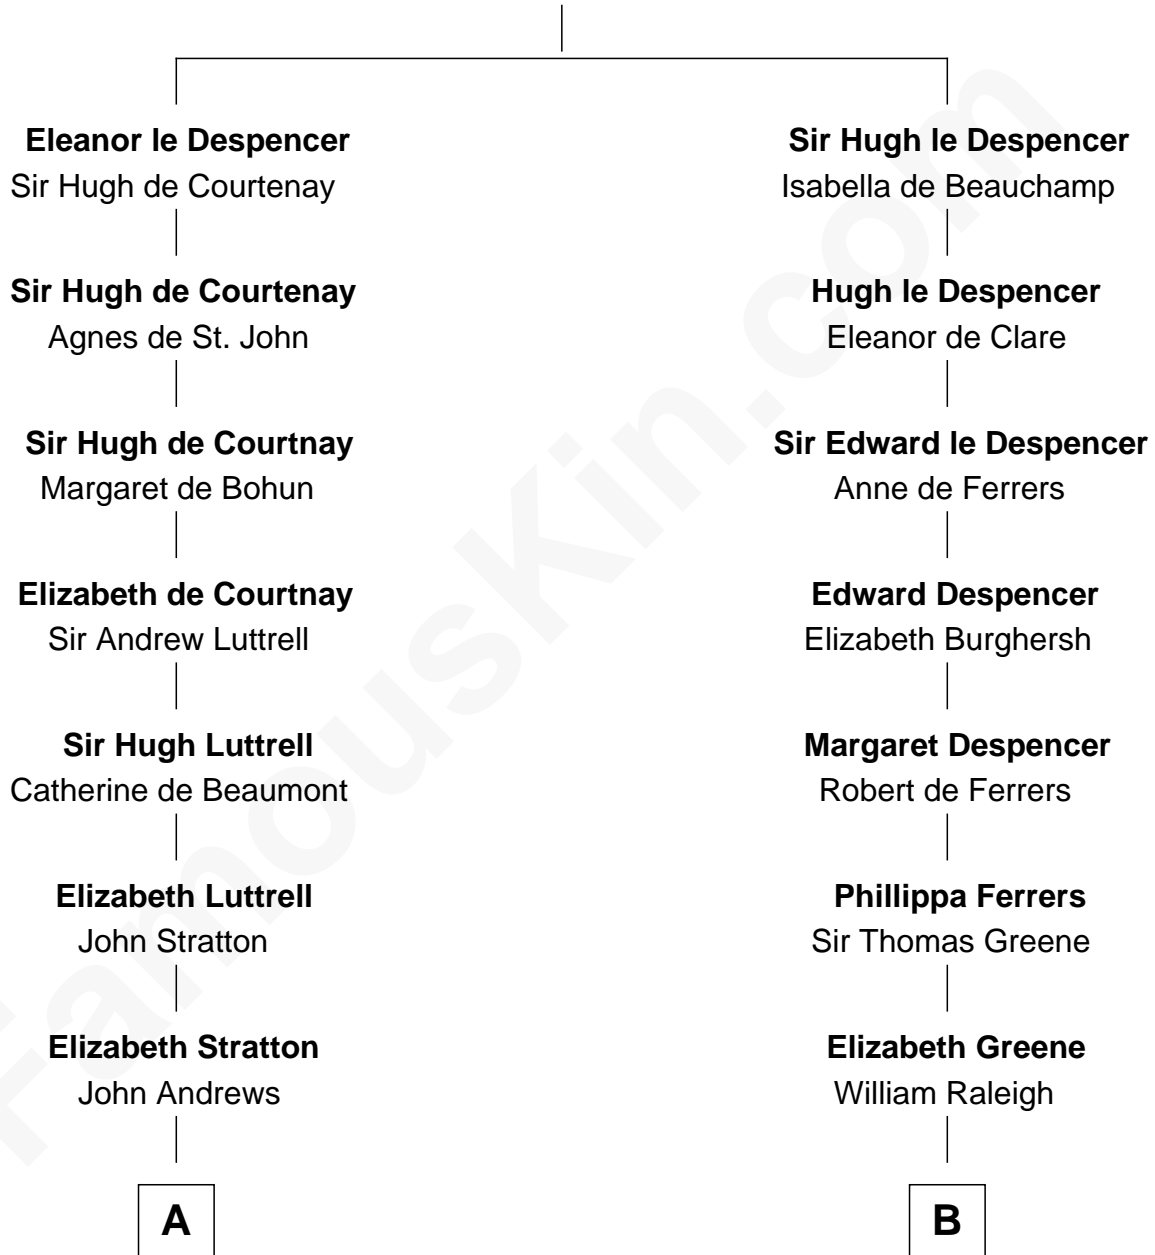 Eleanor le Despencer
Sir Hugh de Courtenay
Sir Hugh le Despencer
Isabella de Beauchamp
Sir Hugh de Courtenay
Agnes de St. John
Hugh le Despencer
Eleanor de Clare
Sir Hugh de Courtnay
Margaret de Bohun
Sir Edward le Despencer
Anne de Ferrers
Elizabeth de Courtnay
Sir Andrew Luttrell
Edward Despencer
Elizabeth Burghersh
Sir Hugh Luttrell
Catherine de Beaumont
Margaret Despencer
Robert de Ferrers
Elizabeth Luttrell
John Stratton
Phillippa Ferrers
Sir Thomas Greene
Elizabeth Stratton
John Andrews
Elizabeth Greene
William Raleigh
A
B
FamousKin.com